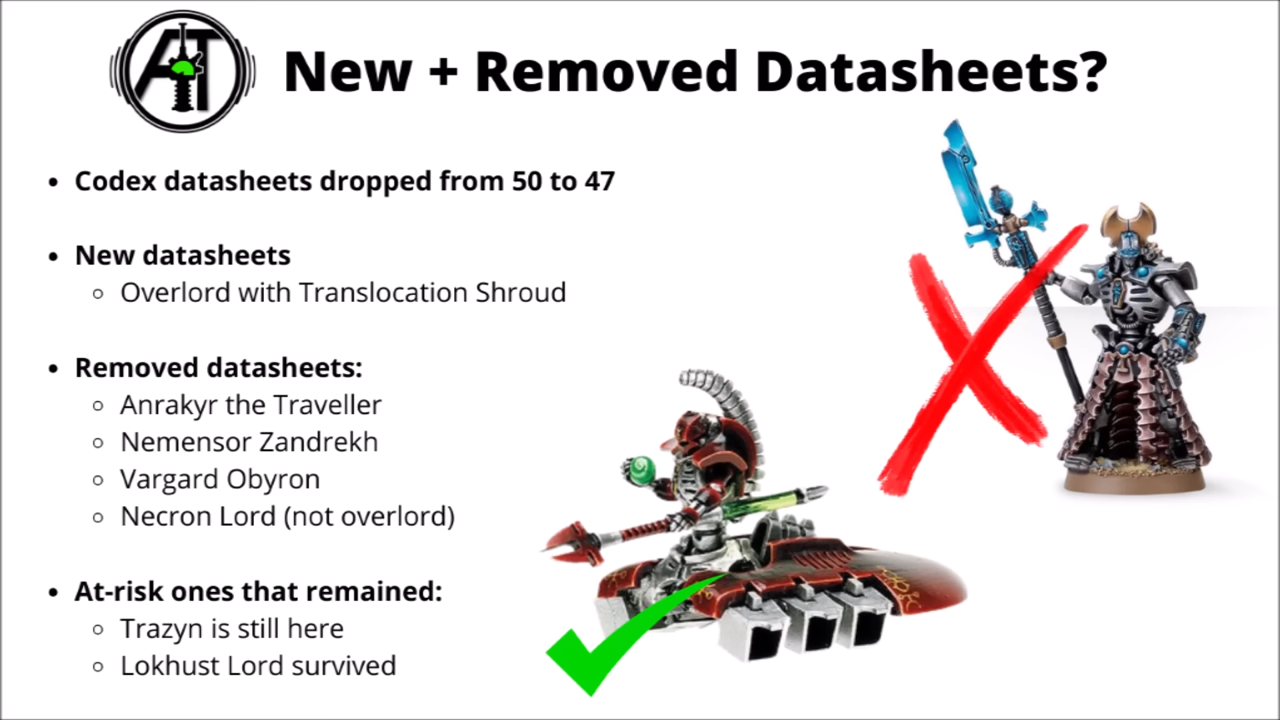 AT
New + Removed Datasheets?
• Codex datasheets dropped from 50 to 47
• New datasheets
◦ Overlord with Translocation Shroud
• Removed datasheets:
◦ Anrakyr the Traveller
◦ Nemensor Zandrekh
◦ Vargard Obyron
◦ Necron Lord (not overlord)
• At-risk ones that remained:
◦ Trazyn is still here
◦ Lokhust Lord survived